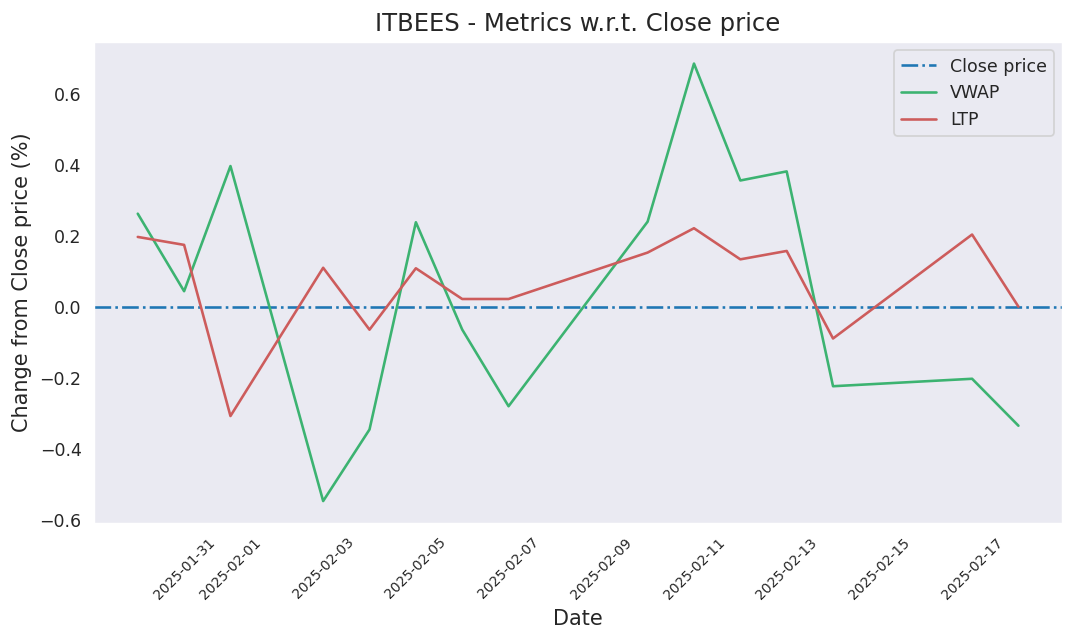 ITBEES - Metrics w.r.t. Close price
Close price
VWAP
LTP
Change from Close price (%)
0.6
0.4
0.2
0.0
−0.2
−0.4
−0.6
2025-01-31
2025-02-01
2025-02-03
2025-02-05
2025-02-07
2025-02-09
2025-02-11
2025-02-13
2025-02-15
2025-02-17
Date